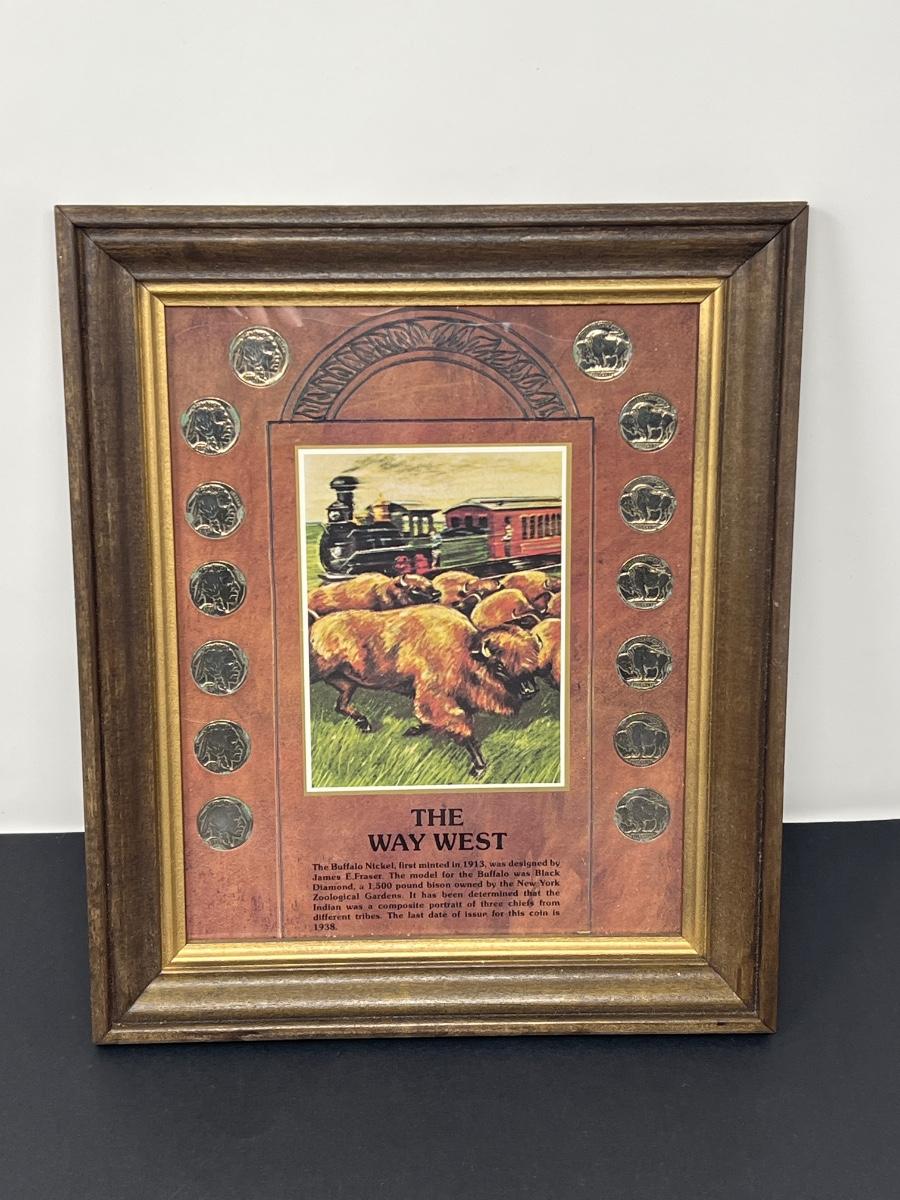 THE
WAY WEST
The Buffalo Nickel, first minted in 1913, was designed by
James E.Fraser. The model for the Buffalo was Black
Diamond, a 1,500 pound bison owned by the New York
Zoological Gardens. It has been determined that the
Indian was a composite portrait of three chiefs from
different tribes. The last date of issue for this coin is
1938.